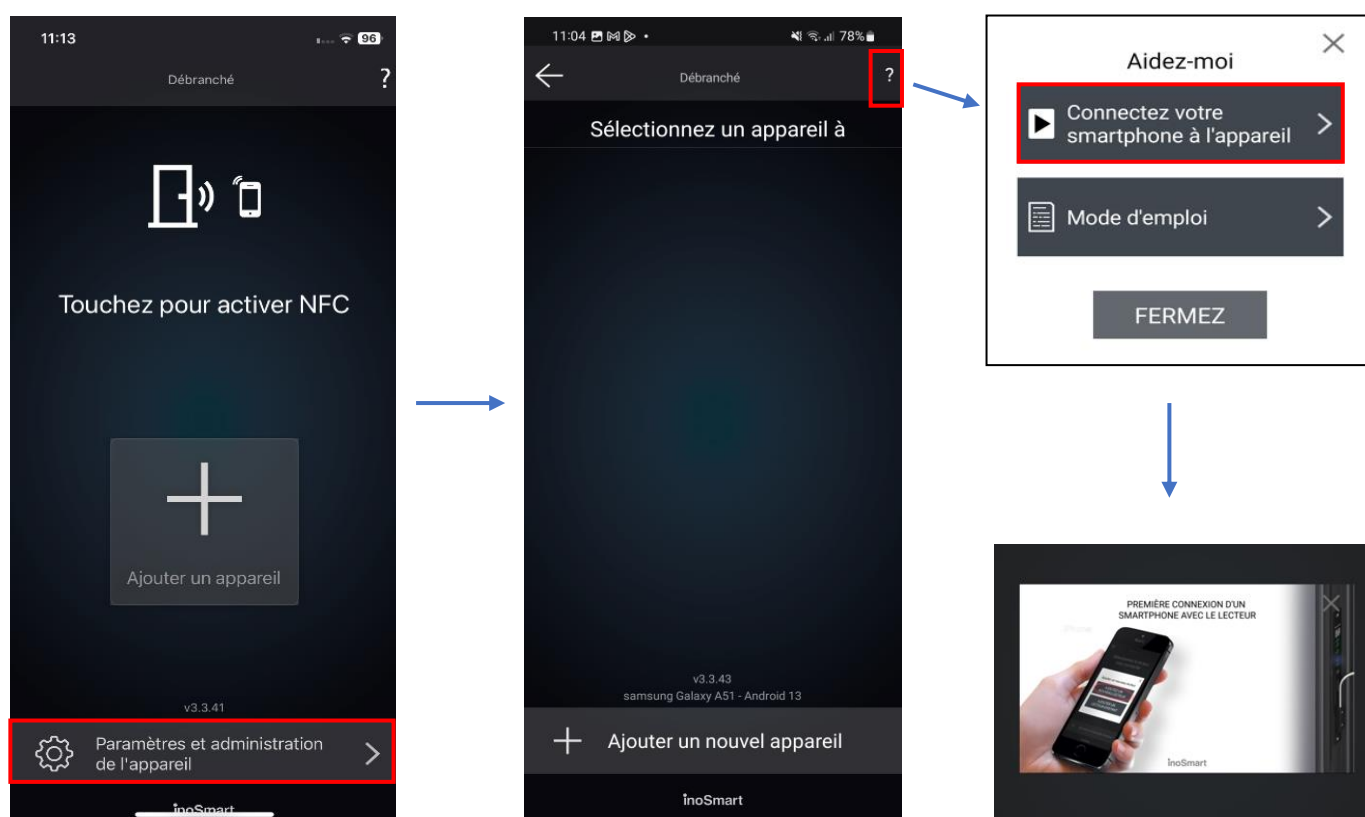 11:13
96
Débranché
?
Touchez pour activer NFC
Ajouter un appareil
v3.3.41
Paramètres et administration
de l'appareil
inoSmart
11:04
78%
Débranché
?
Sélectionnez un appareil à
v3.3.43
samsung Galaxy A51 - Android 13
Ajouter un nouvel appareil
inoSmart
Aidez-moi
Connectez votre
smartphone à l'appareil
Mode d'emploi
FERMEZ
PREMIÈRE CONNEXION D'UN
SMARTPHONE AVEC LE LECTEUR
inoSmart